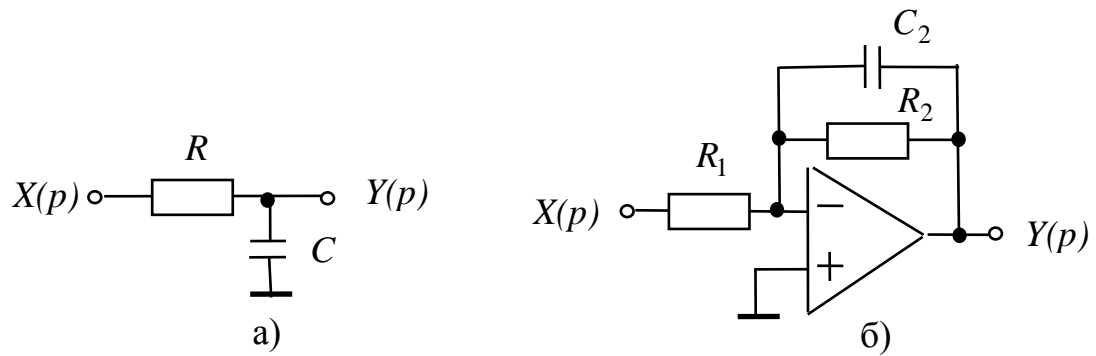 R
X(p)
Y(p)
C
а)
C₂
R₂
R₁
X(p)
−
+
Y(p)
б)